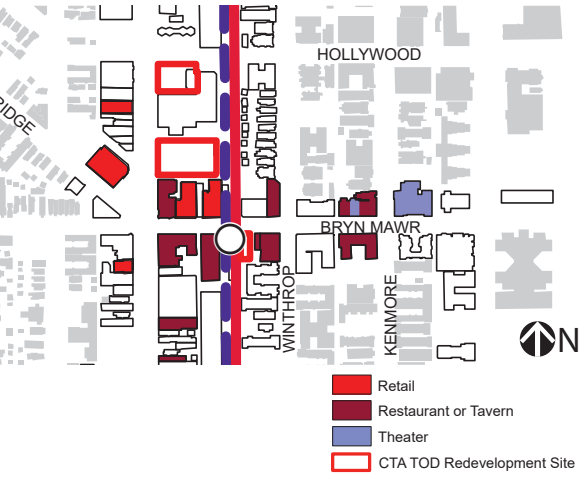 HOLLYWOOD
RIDGE
BRYN MAWR
WINTHROP
KENMORE
N
Retail
Restaurant or Tavern
Theater
CTA TOD Redevelopment Site